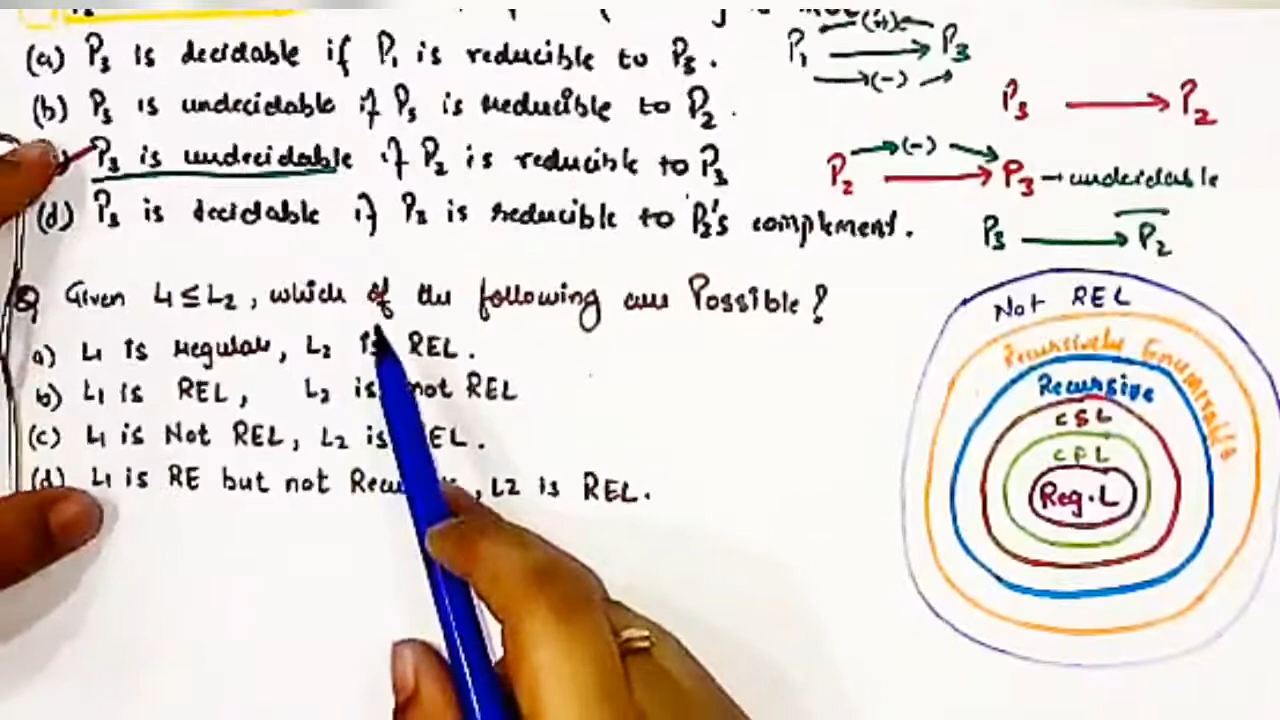 (a) P₃ is decidable if P₁ is reducible to P₃.
(b) P₃ is undecidable if P₃ is reducible to P₂.
P₃ is undecidable if P₂ is reducible to P₃
(d) P₃ is decidable if P₃ is reducible to P₂'s complement.
P₁ → P₃
(+)
(-)
P₃ → P₂
(-)
P₂ → P₃ → undecidable
P₃ → P̅₂
Q Given L1 ≤ L2, which of the following are Possible?
a) L1 is regular, L2 is REL.
b) L1 is REL, L2 is not REL
(c) L1 is Not REL, L2 is REL.
(d) L1 is RE but not , L2 is REL.
Not REL
Recursively Enumerable
Recursive
CSL
CFL
Reg.L